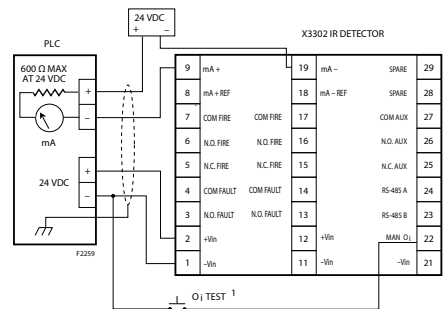 24 VDC
+ –
PLC
X3302 IR DETECTOR
600 Ω MAX
AT 24 VDC
+
–
mA
24 VDC
+
–
F2259
9 mA + 19 mA – SPARE 29
8 mA + REF 18 mA – REF SPARE 28
7 COM FIRE COM FIRE 17 COM AUX 27
6 N.O. FIRE N.O. FIRE 16 N.O. AUX 26
5 N.C. FIRE N.C. FIRE 15 N.C. AUX 25
4 COM FAULT COM FAULT 14 RS-485 A 24
3 N.O. FAULT N.O. FAULT 13 RS-485 B 23
2 +Vin 12 +Vin MAN Oi 22
1 –Vin 11 –Vin –Vin 21
Oi TEST 1